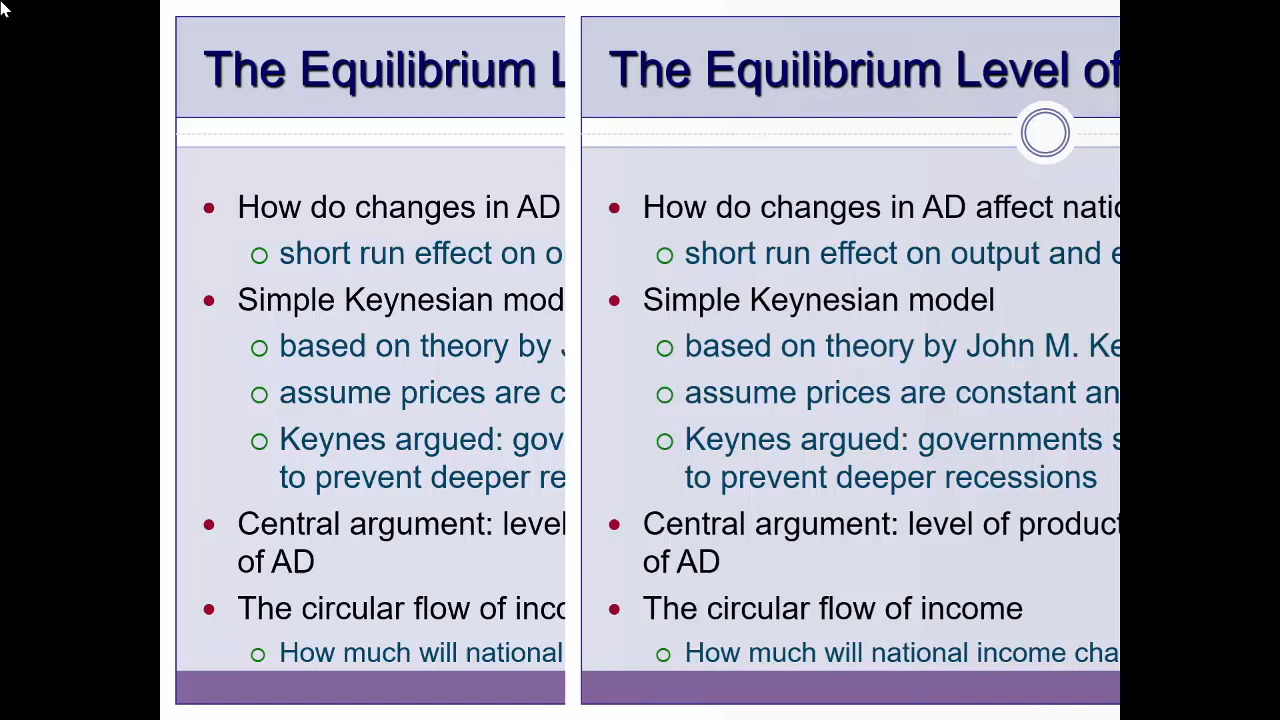 The Equilibrium L
How do changes in AD
short run effect on o
Simple Keynesian mod
based on theory by J
assume prices are c
Keynes argued: gov
to prevent deeper re
Central argument: level
of AD
The circular flow of inco
How much will national
The Equilibrium Level of
How do changes in AD affect natio
short run effect on output and e
Simple Keynesian model
based on theory by John M. Ke
assume prices are constant an
Keynes argued: governments s
to prevent deeper recessions
Central argument: level of product
of AD
The circular flow of income
How much will national income cha